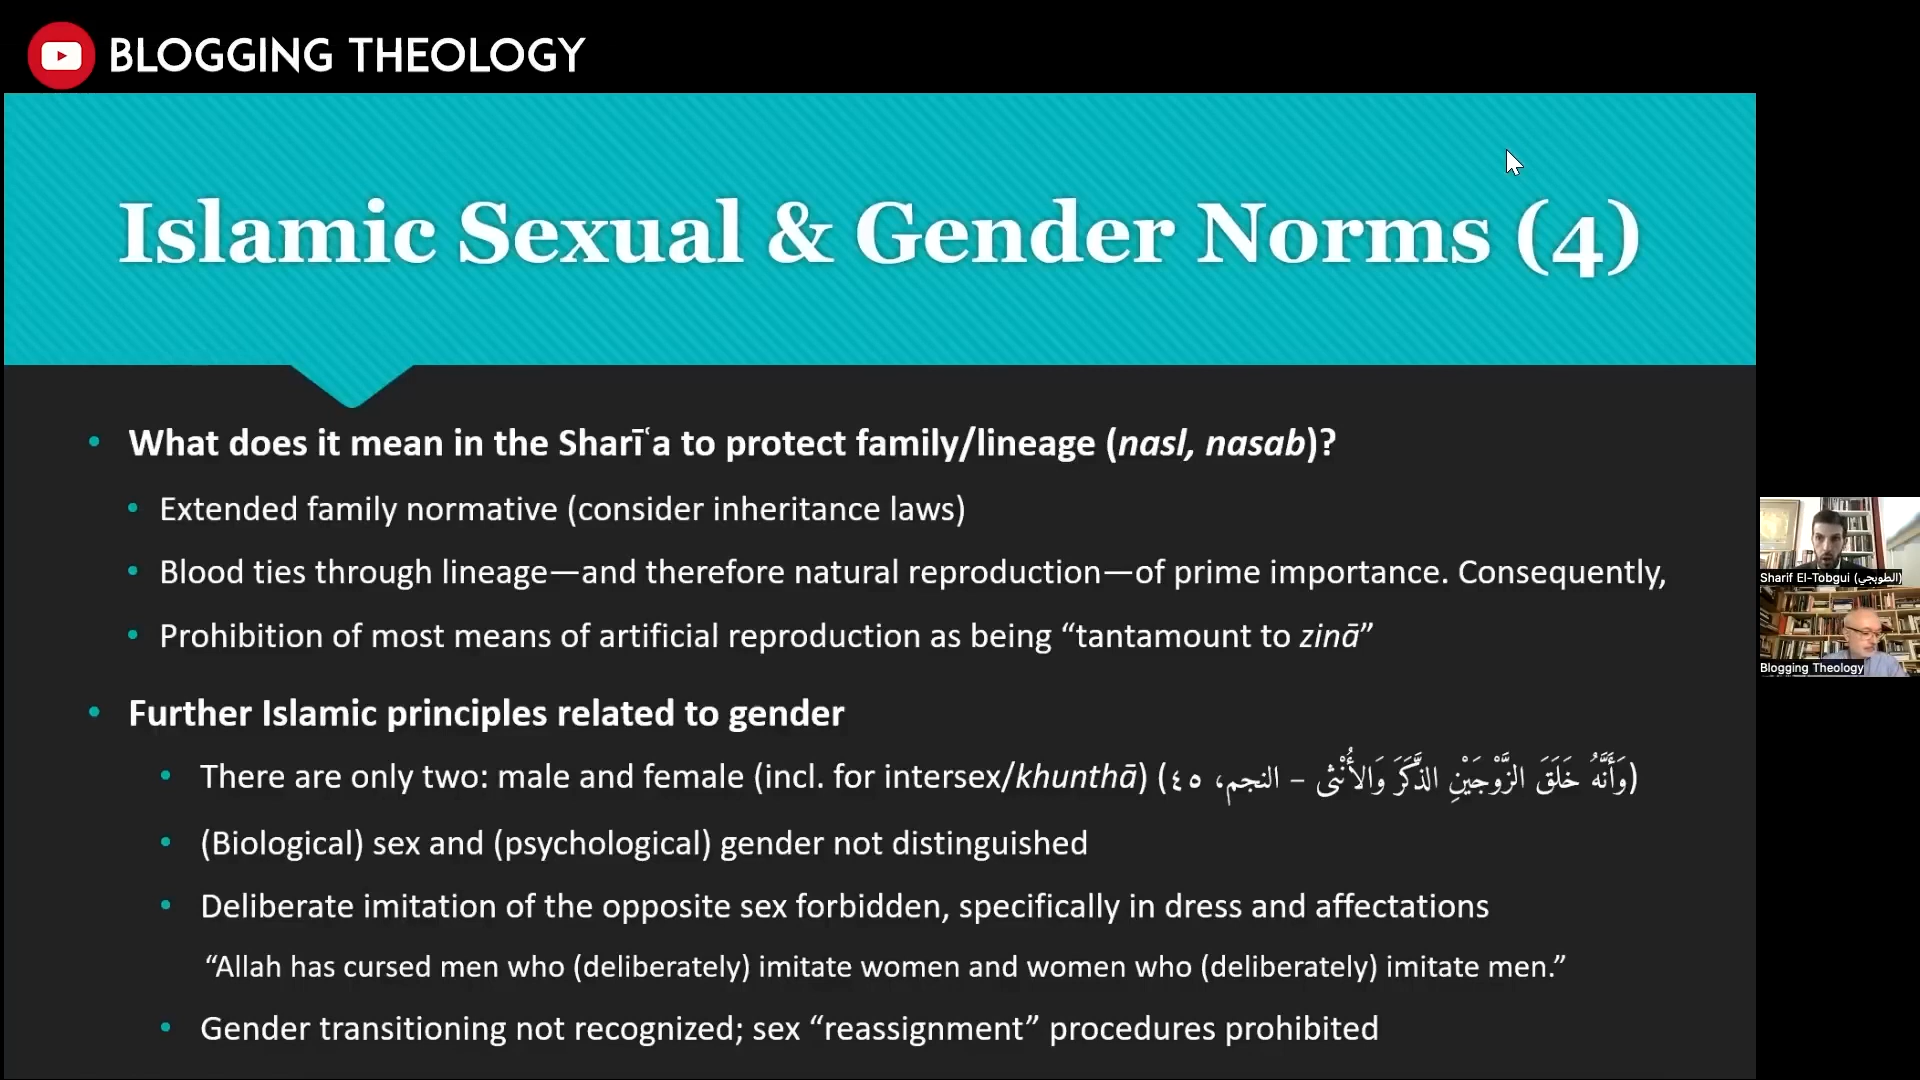 BLOGGING THEOLOGY
Islamic Sexual & Gender Norms (4)
• What does it mean in the Sharīʿa to protect family/lineage (nasl, nasab)?
• Extended family normative (consider inheritance laws)
• Blood ties through lineage—and therefore natural reproduction—of prime importance. Consequently,
• Prohibition of most means of artificial reproduction as being “tantamount to zinā”
• Further Islamic principles related to gender
• There are only two: male and female (incl. for intersex/khunthā) (وَأَنَّهُ خَلَقَ الزَّوْجَيْنِ الذَّكَرَ وَالأُنْثى – النجم، ٤٥)
• (Biological) sex and (psychological) gender not distinguished
• Deliberate imitation of the opposite sex forbidden, specifically in dress and affectations
“Allah has cursed men who (deliberately) imitate women and women who (deliberately) imitate men.”
• Gender transitioning not recognized; sex “reassignment” procedures prohibited
Sharif El-Tobgui (الطوبجي)
Blogging Theology